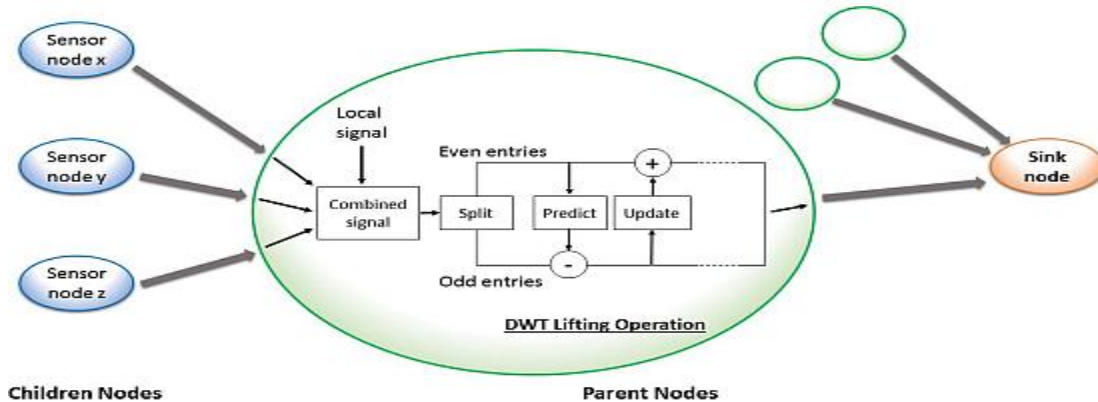 Sensor
node x
Sensor
node y
Sensor
node z
Local
signal
Combined
signal
Even entries
Split
Predict
Update
+
-
Odd entries
DWT Lifting Operation
Sink
node
Children Nodes
Parent Nodes